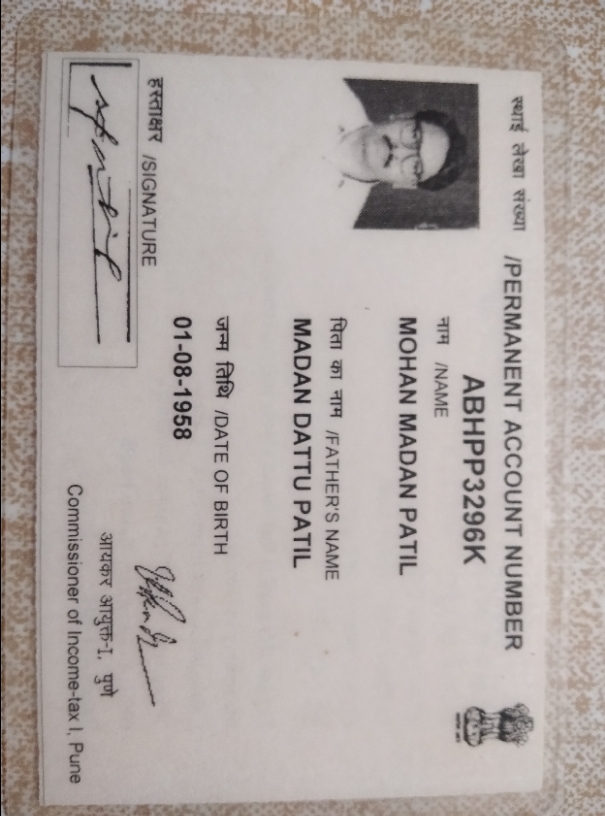 स्थाई लेखा संख्या /PERMANENT ACCOUNT NUMBER
ABHPP3296K
नाम /NAME
MOHAN MADAN PATIL
पिता का नाम /FATHER'S NAME
MADAN DATTU PATIL
जन्म तिथि /DATE OF BIRTH
01-08-1958
हस्ताक्षर /SIGNATURE
आयकर आयुक्त-I, पुणे
Commissioner of Income-tax I, Pune